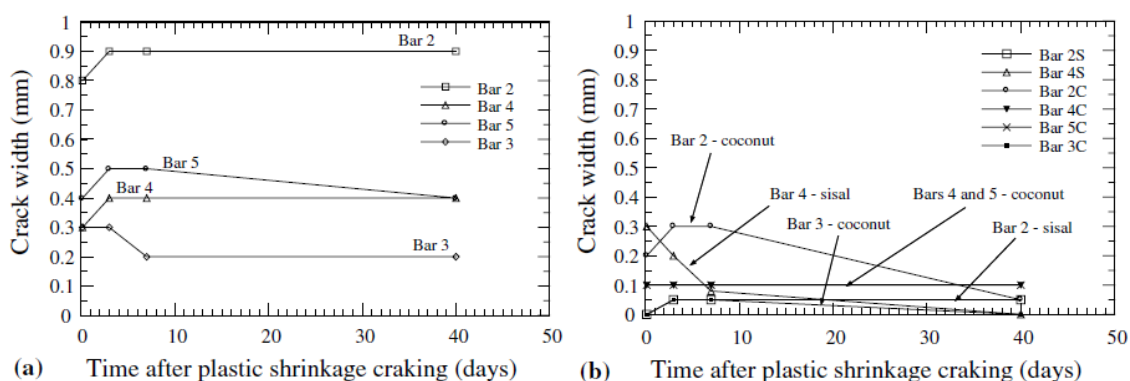 1
0.9
0.8
0.7
0.6
0.5
0.4
0.3
0.2
0.1
0
Crack width (mm)
Bar 2
Bar 5
Bar 4
Bar 3
Bar 2
Bar 4
Bar 5
Bar 3
0 10 20 30 40 50
(a) Time after plastic shrinkage craking (days)
1
0.9
0.8
0.7
0.6
0.5
0.4
0.3
0.2
0.1
0
Crack width (mm)
Bar 2S
Bar 4S
Bar 2C
Bar 4C
Bar 5C
Bar 3C
Bar 2 - coconut
Bar 4 - sisal
Bars 4 and 5 - coconut
Bar 3 - coconut
Bar 2 - sisal
0 10 20 30 40 50
(b) Time after plastic shrinkage craking (days)